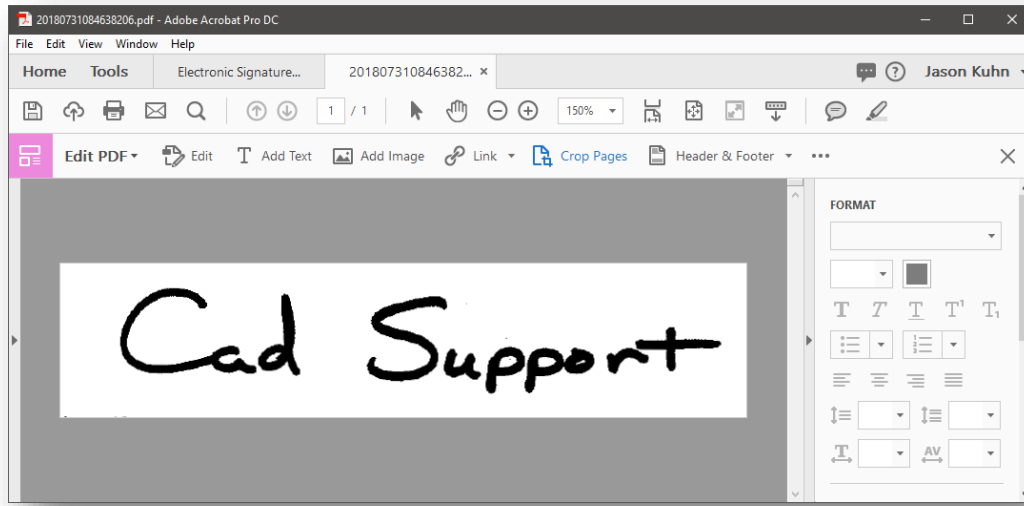 20180731084638206.pdf - Adobe Acrobat Pro DC
File Edit View Window Help
Home Tools Electronic Signature... 201807310846382... × Jason Kuhn
1 / 1 150%
Edit PDF Edit Add Text Add Image Link Crop Pages Header & Footer
FORMAT
Cad Support